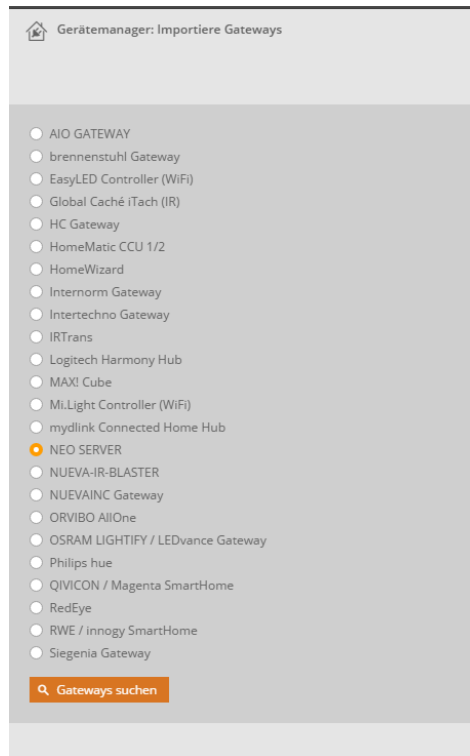 Gerätemanager: Importiere Gateways
AIO GATEWAY
brennenstuhl Gateway
EasyLED Controller (WiFi)
Global Caché iTach (IR)
HC Gateway
HomeMatic CCU 1/2
HomeWizard
Internorm Gateway
Intertechno Gateway
IRTrans
Logitech Harmony Hub
MAX! Cube
Mi.Light Controller (WiFi)
mydlink Connected Home Hub
NEO SERVER
NUEVA-IR-BLASTER
NUEVAINC Gateway
ORVIBO AllOne
OSRAM LIGHTIFY / LEDvance Gateway
Philips hue
QIVICON / Magenta SmartHome
RedEye
RWE / innogy SmartHome
Siegenia Gateway
Gateways suchen